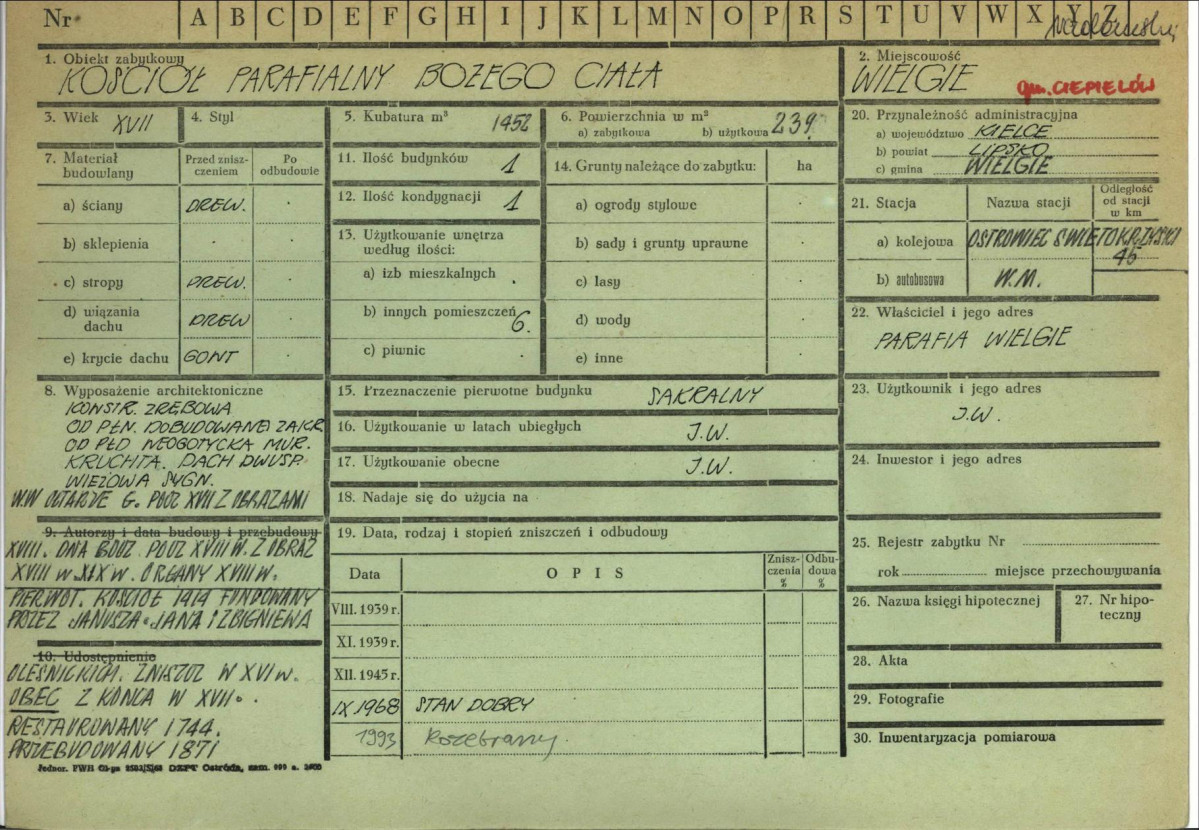 Nr A B C D E F G H I J K L M N O P R S T U V W X Y Z
1. Obiekt zabytkowy
KOŚCIÓŁ PARAFIALNY BOŻEGO CIAŁA
2. Miejscowość
WIELGIE gm. CIEPIELÓW
3. Wiek XVII
4. Styl
5. Kubatura m³ 1452
6. Powierzchnia w m²
a) zabytkowa b) użytkowa 239
7. Materiał budowlany
Przed zniszczeniem
Po odbudowie
a) ściany DREW.
b) sklepienia
c) stropy DREW.
d) wiązania dachu DREW
e) krycie dachu GONT
8. Wyposażenie architektoniczne
KONSTR. ZRĘBOWA
OD PŁN. DOBUDOWANE ZAKR.
OD PŁD NEOGOTYCKA MUR.
KRUCHTA. DACH DWUSP.
WIEŻOWA SYGN.
G. POCZ XVII Z OBRAZAMI
9. Autorzy i data budowy i przebudowy
XVIII. DWA BOCZ. POCZ XVIII W. Z OBRAZ
XVIII W XIX W. ORGANY XVIII W.
PIERWOT. KOŚCIÓŁ 1414 FUNDOWANY
PRZEZ JANUSZA JANA I ZBIGNIEWA
10. Udostępnienie
OLEŚNICKICH. ZNISZCZ W XVI W.
OBEC Z KOŃCA W XVII.
RESTAUROWANY 1744.
PRZEBUDOWANY 1871
11. Ilość budynków 1
12. Ilość kondygnacji 1
13. Użytkowanie wnętrza według ilości:
a) izb mieszkalnych
b) innych pomieszczeń 6.
c) piwnic
14. Grunty należące do zabytku: ha
a) ogrody stylowe
b) sady i grunty uprawne
c) lasy
d) wody
e) inne
15. Przeznaczenie pierwotne budynku SAKRALNY
16. Użytkowanie w latach ubiegłych J.W.
17. Użytkowanie obecne J.W.
18. Nadaje się do użycia na
19. Data, rodzaj i stopień zniszczeń i odbudowy
Data OPIS Zniszczenia % Odbudowa %
VIII. 1939 r.
XI. 1939 r.
XII. 1945 r.
IX 1968 STAN DOBRY
1993 Rozebrany.
20. Przynależność administracyjna
a) województwo KIELCE
b) powiat LIPSKO
c) gmina WIELGIE
21. Stacja Nazwa stacji Odległość od stacji w km
a) kolejowa OSTROWIEC ŚWIĘTOKRZYSKI 45
b) autobusowa W.M.
22. Właściciel i jego adres
PARAFIA WIELGIE
23. Użytkownik i jego adres
J.W.
24. Inwestor i jego adres
25. Rejestr zabytku Nr
rok miejsce przechowywania
26. Nazwa księgi hipotecznej
27. Nr hipoteczny
28. Akta
29. Fotografie
30. Inwentaryzacja pomiarowa